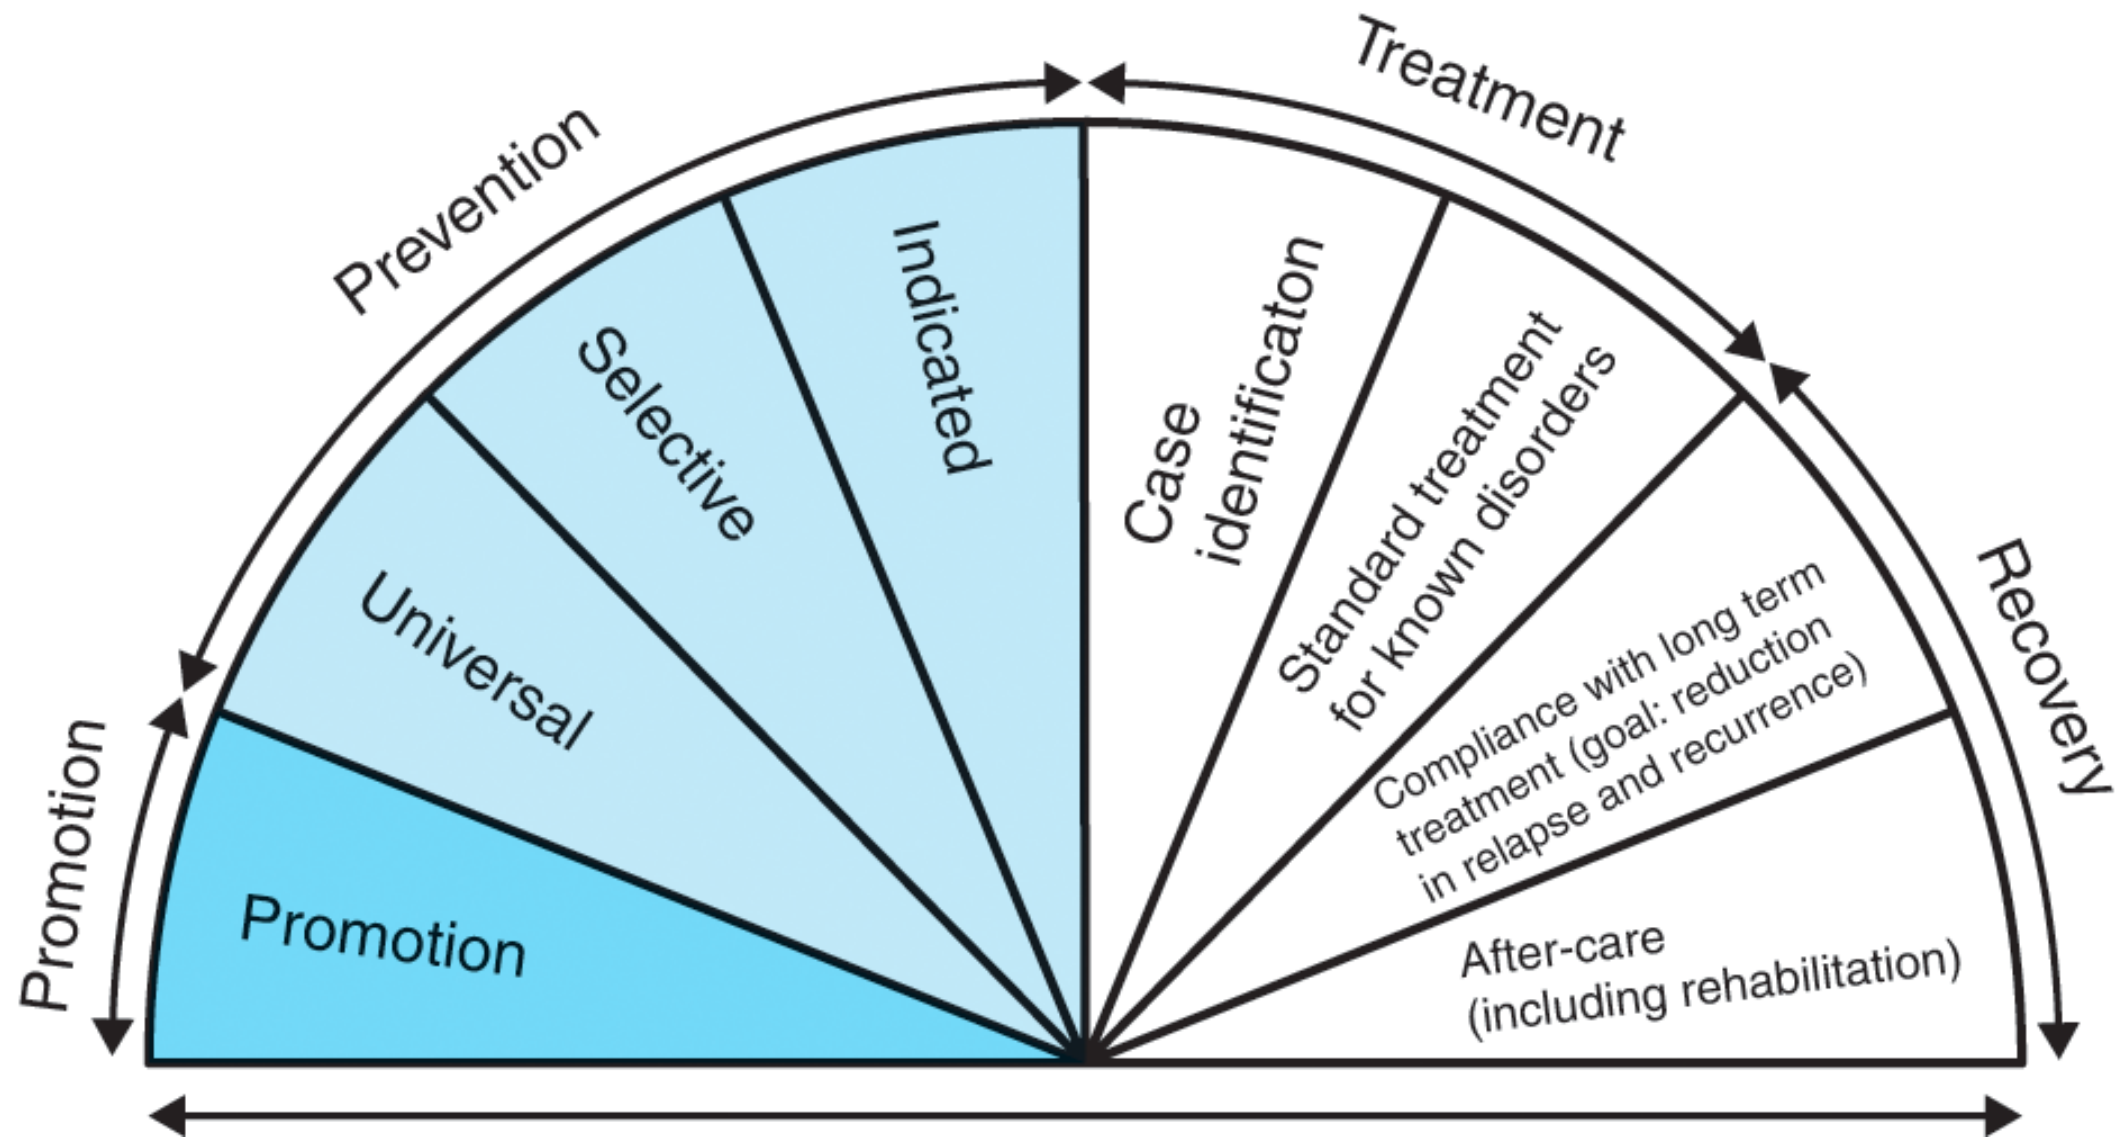 Promotion
Prevention
Treatment
Recovery
Promotion
Universal
Selective
Indicated
Case
identificaton
Standard treatment
for known disorders
Compliance with long term
treatment (goal: reduction
in relapse and recurrence)
After-care
(including rehabilitation)